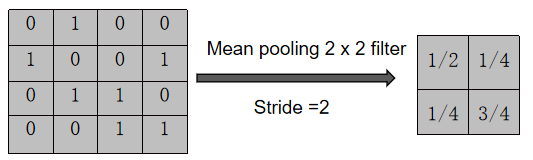 0 1 0 0
1 0 0 1
0 1 1 0
0 0 1 1
Mean pooling 2 x 2 filter
Stride =2
1/2 1/4
1/4 3/4